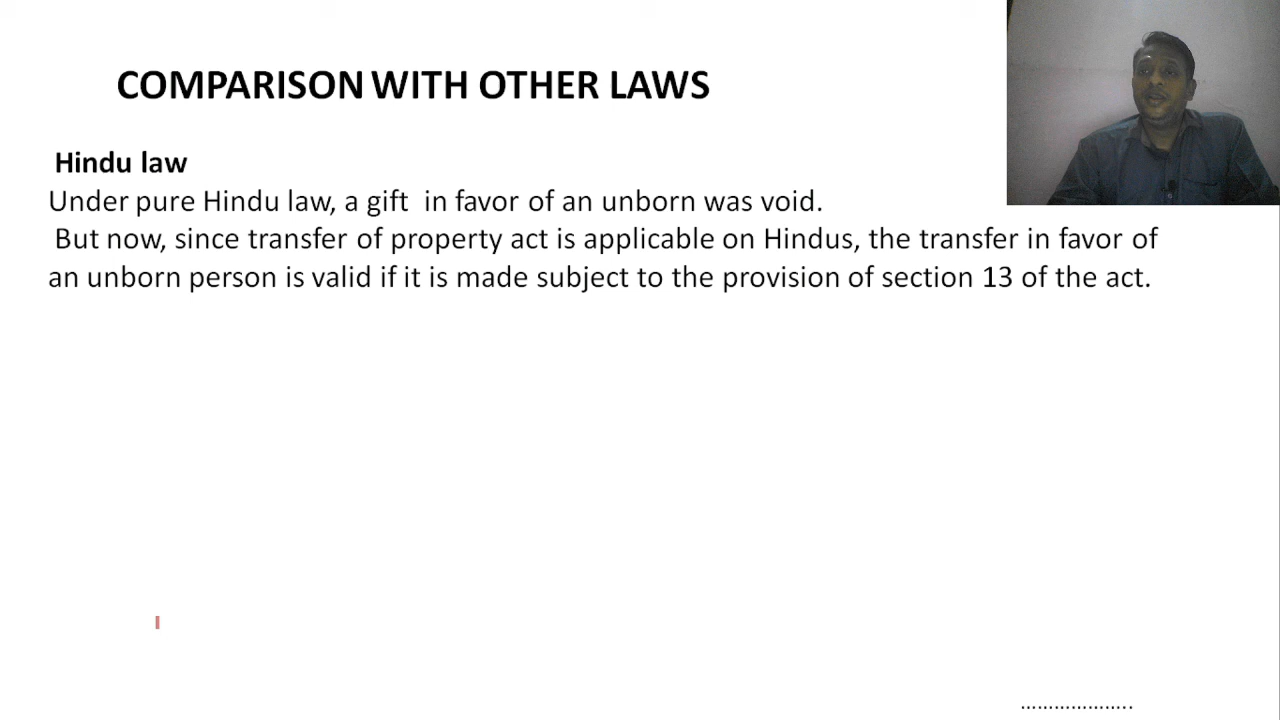 COMPARISON WITH OTHER LAWS
Hindu law
Under pure Hindu law, a gift  in favor of an unborn was void.
But now, since transfer of property act is applicable on Hindus, the transfer in favor of
an unborn person is valid if it is made subject to the provision of section 13 of the act.
………………..